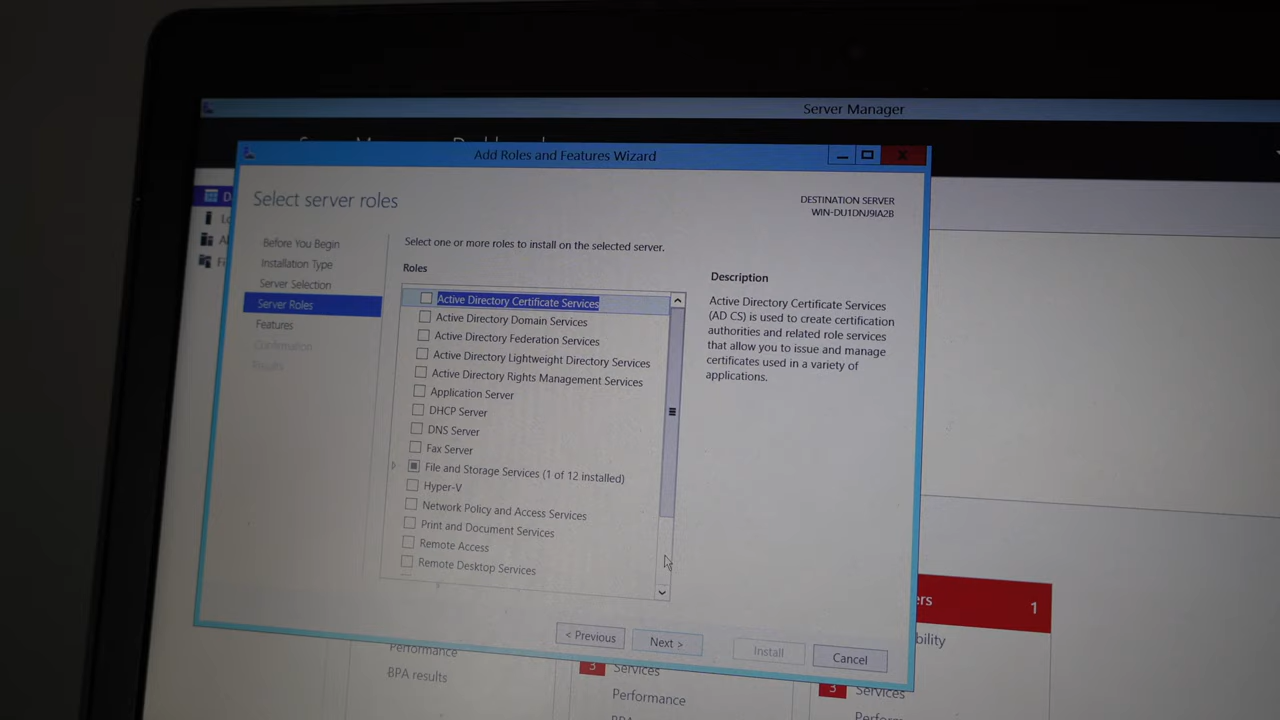 Server Manager
Add Roles and Features Wizard
Select server roles
DESTINATION SERVER
WIN-DU1DNJ9IA2B
Before You Begin
Installation Type
Server Selection
Server Roles
Features
Confirmation
Results
Select one or more roles to install on the selected server.
Roles
Active Directory Certificate Services
Active Directory Domain Services
Active Directory Federation Services
Active Directory Lightweight Directory Services
Active Directory Rights Management Services
Application Server
DHCP Server
DNS Server
Fax Server
File and Storage Services (1 of 12 installed)
Hyper-V
Network Policy and Access Services
Print and Document Services
Remote Access
Remote Desktop Services
Description
Active Directory Certificate Services
(AD CS) is used to create certification
authorities and related role services
that allow you to issue and manage
certificates used in a variety of
applications.
< Previous
Next >
Install
Cancel
Performance
BPA results
3 Services
Performance
1
3 Services